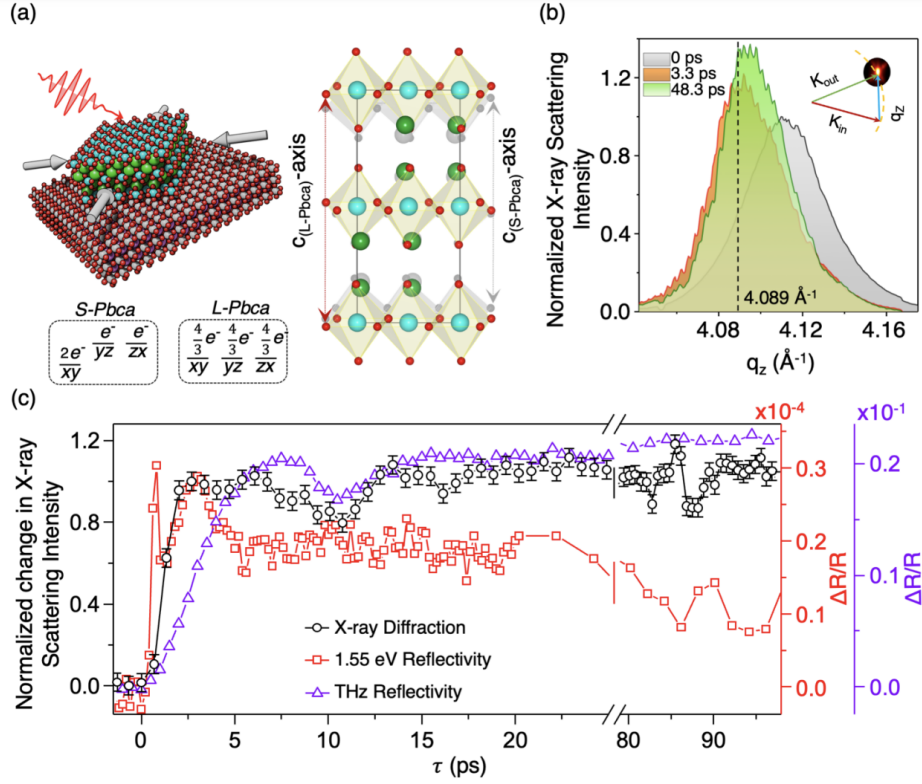 (a)
C(L-Pbca)-axis
C(S-Pbca)-axis
S-Pbca
L-Pbca
2e-
xy
e-
yz
e-
zx
4/3 e-
xy
4/3 e-
yz
4/3 e-
zx
(b)
Normalized X-ray Scattering
Intensity
1.2
0.8
0.4
0.0
0 ps
3.3 ps
48.3 ps
Kout
Kin
qz
4.089 Å-1
4.08
4.12
4.16
qz (Å-1)
(c)
Normalized change in X-ray
Scattering Intensity
1.2
0.8
0.4
0.0
X-ray Diffraction
1.55 eV Reflectivity
THz Reflectivity
0
5
10
15
20
80
90
τ (ps)
x10-4
0.3
0.2
0.1
0.0
ΔR/R
x10-1
0.2
0.1
0.0
ΔR/R